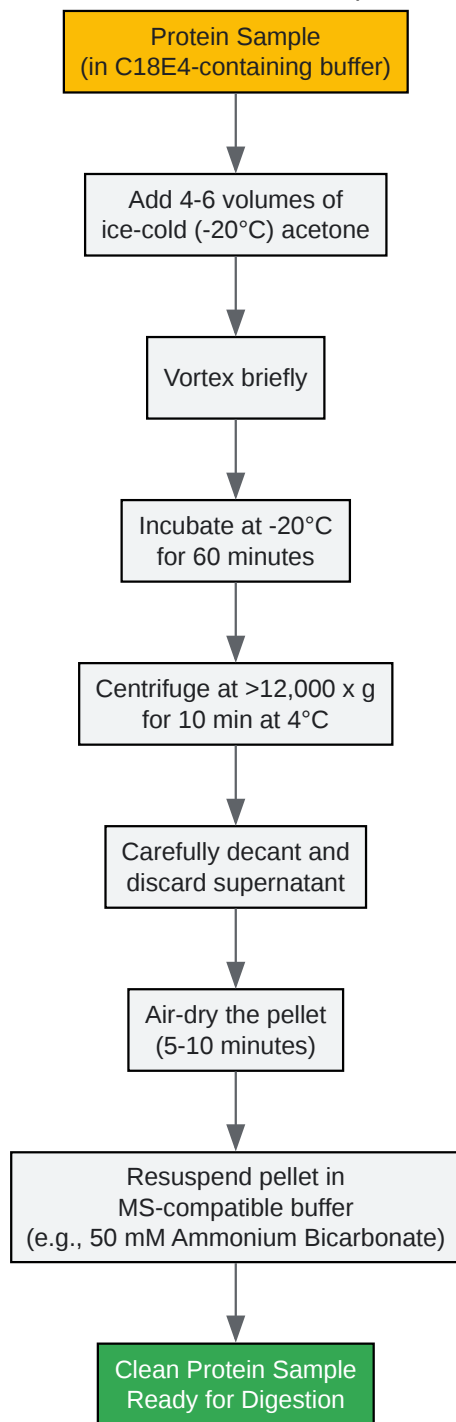 Protein Sample
(in C18E4-containing buffer)
Add 4-6 volumes of
ice-cold (-20°C) acetone
Vortex briefly
Incubate at -20°C
for 60 minutes
Centrifuge at >12,000 x g
for 10 min at 4°C
Carefully decant and
discard supernatant
Air-dry the pellet
(5-10 minutes)
Resuspend pellet in
MS-compatible buffer
(e.g., 50 mM Ammonium Bicarbonate)
Clean Protein Sample
Ready for Digestion